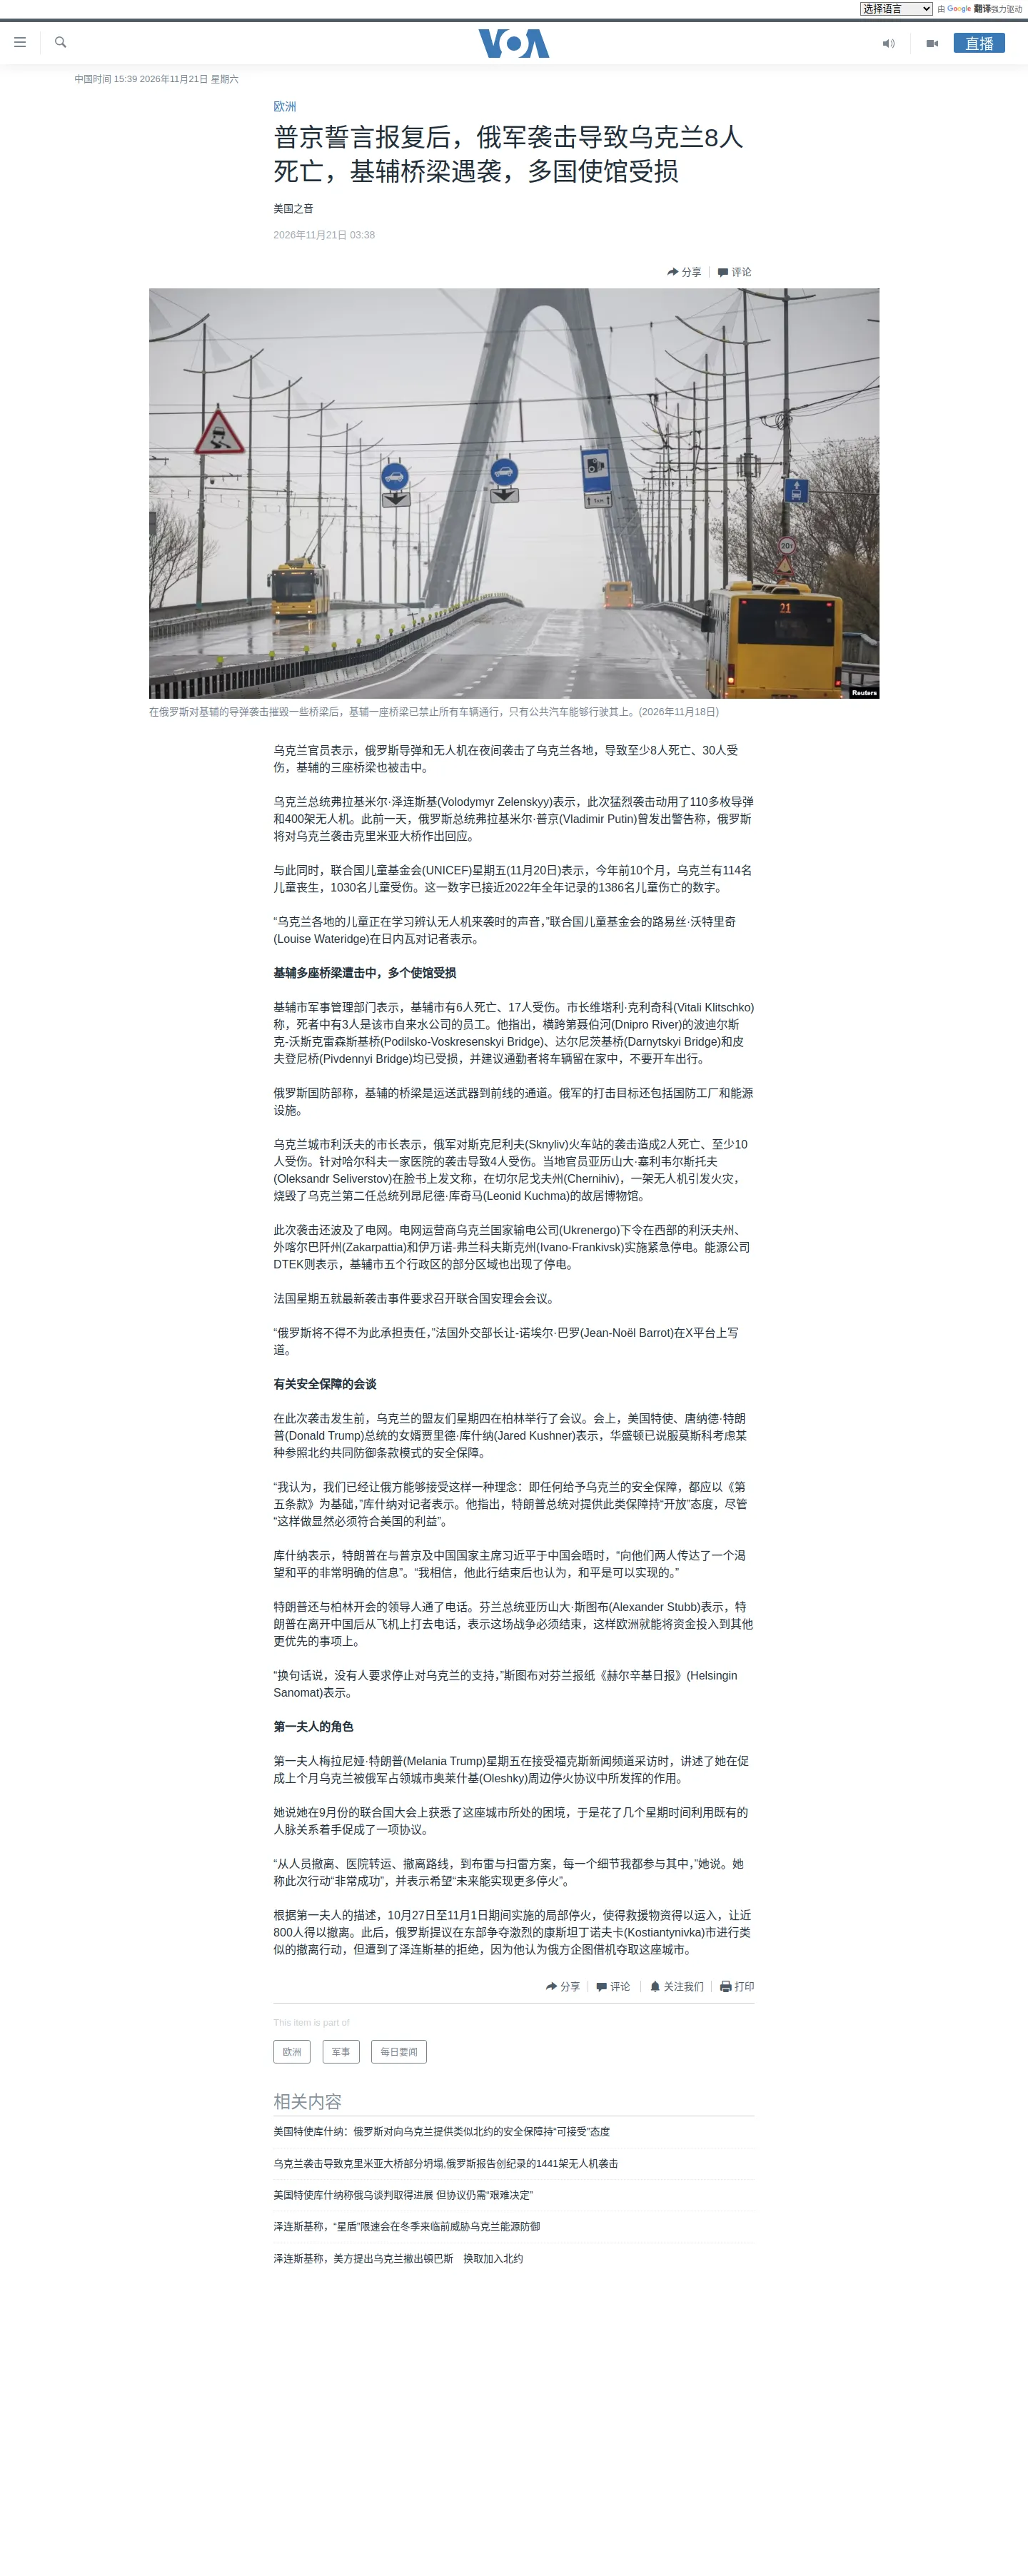 选择语言 由 Google 翻译强力驱动
VOA
直播
中国时间 15:39 2026年11月21日 星期六
欧洲
普京誓言报复后，俄军袭击导致乌克兰8人
死亡，基辅桥梁遇袭，多国使馆受损
美国之音
2026年11月21日 03:38
分享 评论
20т
21
Reuters
在俄罗斯对基辅的导弹袭击摧毁一些桥梁后，基辅一座桥梁已禁止所有车辆通行，只有公共汽车能够行驶其上。(2026年11月18日)
乌克兰官员表示，俄罗斯导弹和无人机在夜间袭击了乌克兰各地，导致至少8人死亡、30人受
伤，基辅的三座桥梁也被击中。
乌克兰总统弗拉基米尔·泽连斯基(Volodymyr Zelenskyy)表示，此次猛烈袭击动用了110多枚导弹
和400架无人机。此前一天，俄罗斯总统弗拉基米尔·普京(Vladimir Putin)曾发出警告称，俄罗斯
将对乌克兰袭击克里米亚大桥作出回应。
与此同时，联合国儿童基金会(UNICEF)星期五(11月20日)表示，今年前10个月，乌克兰有114名
儿童丧生，1030名儿童受伤。这一数字已接近2022年全年记录的1386名儿童伤亡的数字。
“乌克兰各地的儿童正在学习辨认无人机来袭时的声音，”联合国儿童基金会的路易丝·沃特里奇
(Louise Wateridge)在日内瓦对记者表示。
基辅多座桥梁遭击中，多个使馆受损
基辅市军事管理部门表示，基辅市有6人死亡、17人受伤。市长维塔利·克利奇科(Vitali Klitschko)
称，死者中有3人是该市自来水公司的员工。他指出，横跨第聂伯河(Dnipro River)的波迪尔斯
克-沃斯克雷森斯基桥(Podilsko-Voskresenskyi Bridge)、达尔尼茨基桥(Darnytskyi Bridge)和皮
夫登尼桥(Pivdennyi Bridge)均已受损，并建议通勤者将车辆留在家中，不要开车出行。
俄罗斯国防部称，基辅的桥梁是运送武器到前线的通道。俄军的打击目标还包括国防工厂和能源
设施。
乌克兰城市利沃夫的市长表示，俄军对斯克尼利夫(Sknyliv)火车站的袭击造成2人死亡、至少10
人受伤。针对哈尔科夫一家医院的袭击导致4人受伤。当地官员亚历山大·塞利韦尔斯托夫
(Oleksandr Seliverstov)在脸书上发文称，在切尔尼戈夫州(Chernihiv)，一架无人机引发火灾，
烧毁了乌克兰第二任总统列昂尼德·库奇马(Leonid Kuchma)的故居博物馆。
此次袭击还波及了电网。电网运营商乌克兰国家输电公司(Ukrenergo)下令在西部的利沃夫州、
外喀尔巴阡州(Zakarpattia)和伊万诺-弗兰科夫斯克州(Ivano-Frankivsk)实施紧急停电。能源公司
DTEK则表示，基辅市五个行政区的部分区域也出现了停电。
法国星期五就最新袭击事件要求召开联合国安理会会议。
“俄罗斯将不得不为此承担责任，”法国外交部长让-诺埃尔·巴罗(Jean-Noël Barrot)在X平台上写
道。
有关安全保障的会谈
在此次袭击发生前，乌克兰的盟友们星期四在柏林举行了会议。会上，美国特使、唐纳德·特朗
普(Donald Trump)总统的女婿贾里德·库什纳(Jared Kushner)表示，华盛顿已说服莫斯科考虑某
种参照北约共同防御条款模式的安全保障。
“我认为，我们已经让俄方能够接受这样一种理念：即任何给予乌克兰的安全保障，都应以《第
五条款》为基础，”库什纳对记者表示。他指出，特朗普总统对提供此类保障持“开放”态度，尽管
“这样做显然必须符合美国的利益”。
库什纳表示，特朗普在与普京及中国国家主席习近平于中国会晤时，“向他们两人传达了一个渴
望和平的非常明确的信息”。“我相信，他此行结束后也认为，和平是可以实现的。”
特朗普还与柏林开会的领导人通了电话。芬兰总统亚历山大·斯图布(Alexander Stubb)表示，特
朗普在离开中国后从飞机上打去电话，表示这场战争必须结束，这样欧洲就能将资金投入到其他
更优先的事项上。
“换句话说，没有人要求停止对乌克兰的支持，”斯图布对芬兰报纸《赫尔辛基日报》(Helsingin
Sanomat)表示。
第一夫人的角色
第一夫人梅拉尼娅·特朗普(Melania Trump)星期五在接受福克斯新闻频道采访时，讲述了她在促
成上个月乌克兰被俄军占领城市奥莱什基(Oleshky)周边停火协议中所发挥的作用。
她说她在9月份的联合国大会上获悉了这座城市所处的困境，于是花了几个星期时间利用既有的
人脉关系着手促成了一项协议。
“从人员撤离、医院转运、撤离路线，到布雷与扫雷方案，每一个细节我都参与其中，”她说。她
称此次行动“非常成功”，并表示希望“未来能实现更多停火”。
根据第一夫人的描述，10月27日至11月1日期间实施的局部停火，使得救援物资得以运入，让近
800人得以撤离。此后，俄罗斯提议在东部争夺激烈的康斯坦丁诺夫卡(Kostiantynivka)市进行类
似的撤离行动，但遭到了泽连斯基的拒绝，因为他认为俄方企图借机夺取这座城市。
分享 评论 关注我们 打印
This item is part of
欧洲 军事 每日要闻
相关内容
美国特使库什纳：俄罗斯对向乌克兰提供类似北约的安全保障持“可接受”态度
乌克兰袭击导致克里米亚大桥部分坍塌,俄罗斯报告创纪录的1441架无人机袭击
美国特使库什纳称俄乌谈判取得进展 但协议仍需“艰难决定”
泽连斯基称，“星盾”限速会在冬季来临前威胁乌克兰能源防御
泽连斯基称，美方提出乌克兰撤出顿巴斯　换取加入北约